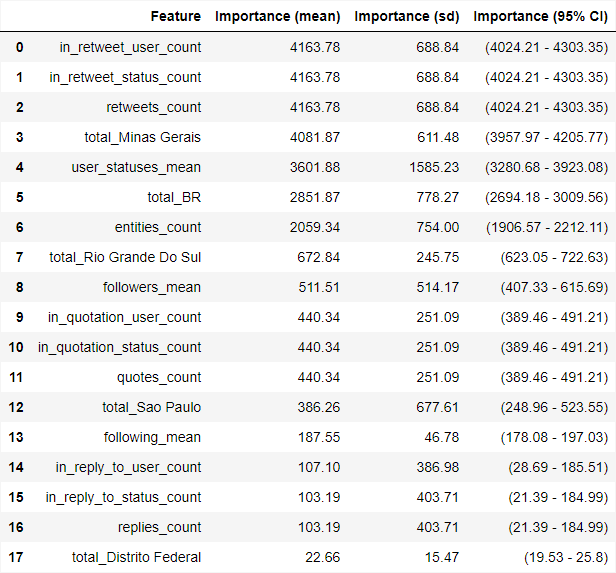 Feature Importance (mean) Importance (sd) Importance (95% CI)
0 in_retweet_user_count 4163.78 688.84 (4024.21 - 4303.35)
1 in_retweet_status_count 4163.78 688.84 (4024.21 - 4303.35)
2 retweets_count 4163.78 688.84 (4024.21 - 4303.35)
3 total_Minas Gerais 4081.87 611.48 (3957.97 - 4205.77)
4 user_statuses_mean 3601.88 1585.23 (3280.68 - 3923.08)
5 total_BR 2851.87 778.27 (2694.18 - 3009.56)
6 entities_count 2059.34 754.00 (1906.57 - 2212.11)
7 total_Rio Grande Do Sul 672.84 245.75 (623.05 - 722.63)
8 followers_mean 511.51 514.17 (407.33 - 615.69)
9 in_quotation_user_count 440.34 251.09 (389.46 - 491.21)
10 in_quotation_status_count 440.34 251.09 (389.46 - 491.21)
11 quotes_count 440.34 251.09 (389.46 - 491.21)
12 total_Sao Paulo 386.26 677.61 (248.96 - 523.55)
13 following_mean 187.55 46.78 (178.08 - 197.03)
14 in_reply_to_user_count 107.10 386.98 (28.69 - 185.51)
15 in_reply_to_status_count 103.19 403.71 (21.39 - 184.99)
16 replies_count 103.19 403.71 (21.39 - 184.99)
17 total_Distrito Federal 22.66 15.47 (19.53 - 25.8)